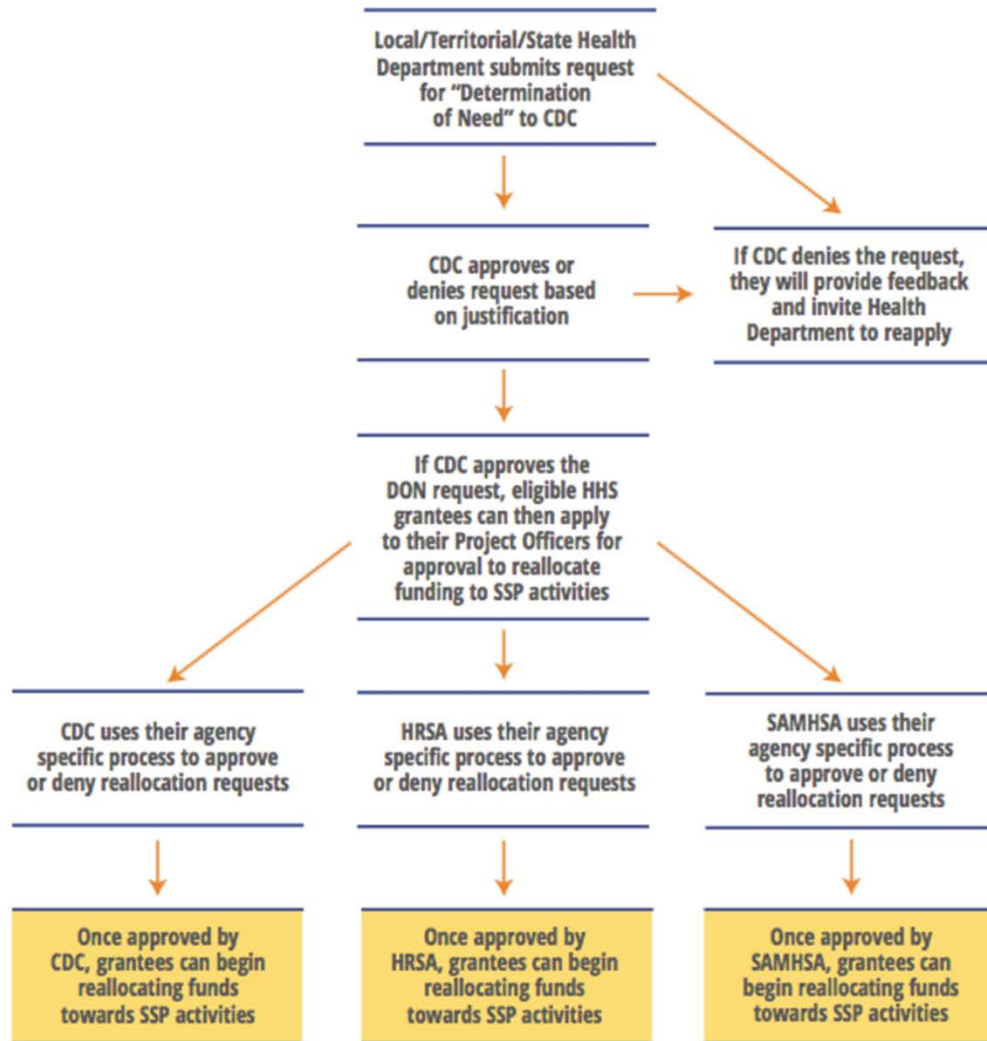 Local/Territorial/State Health
Department submits request
for “Determination
of Need” to CDC
CDC approves or
denies request based
on justification
If CDC denies the request,
they will provide feedback
and invite Health
Department to reapply
If CDC approves the
DON request, eligible HHS
grantees can then apply
to their Project Officers for
approval to reallocate
funding to SSP activities
CDC uses their agency
specific process to approve
or deny reallocation requests
HRSA uses their agency
specific process to approve
or deny reallocation requests
SAMHSA uses their
agency specific process
to approve or deny
reallocation requests
Once approved by
CDC, grantees can begin
reallocating funds
towards SSP activities
Once approved by
HRSA, grantees can begin
reallocating funds
towards SSP activities
Once approved by
SAMHSA, grantees can
begin reallocating funds
towards SSP activities